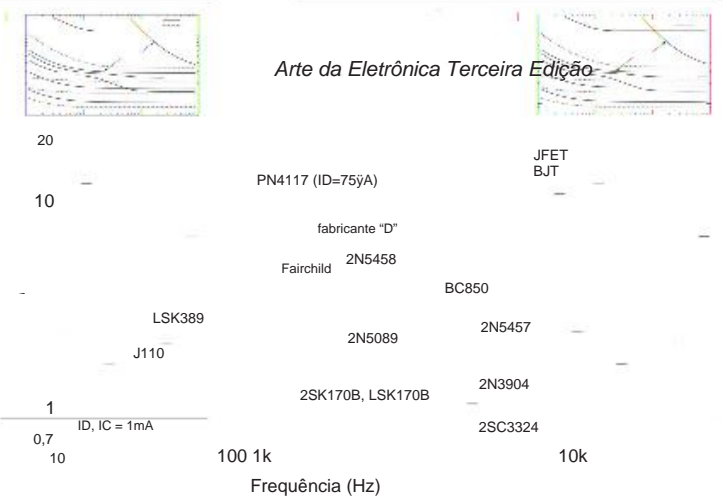 Arte da Eletrônica Terceira Edição
20
JFET
BJT
PN4117 (ID=75ÿA)
10
fabricante “D”
2N5458
Fairchild
BC850
LSK389
2N5457
2N5089
J110
2N3904
2SK170B, LSK170B
1
ID, IC = 1mA
2SC3324
0,7
10
100 1k
10k
Frequência (Hz)